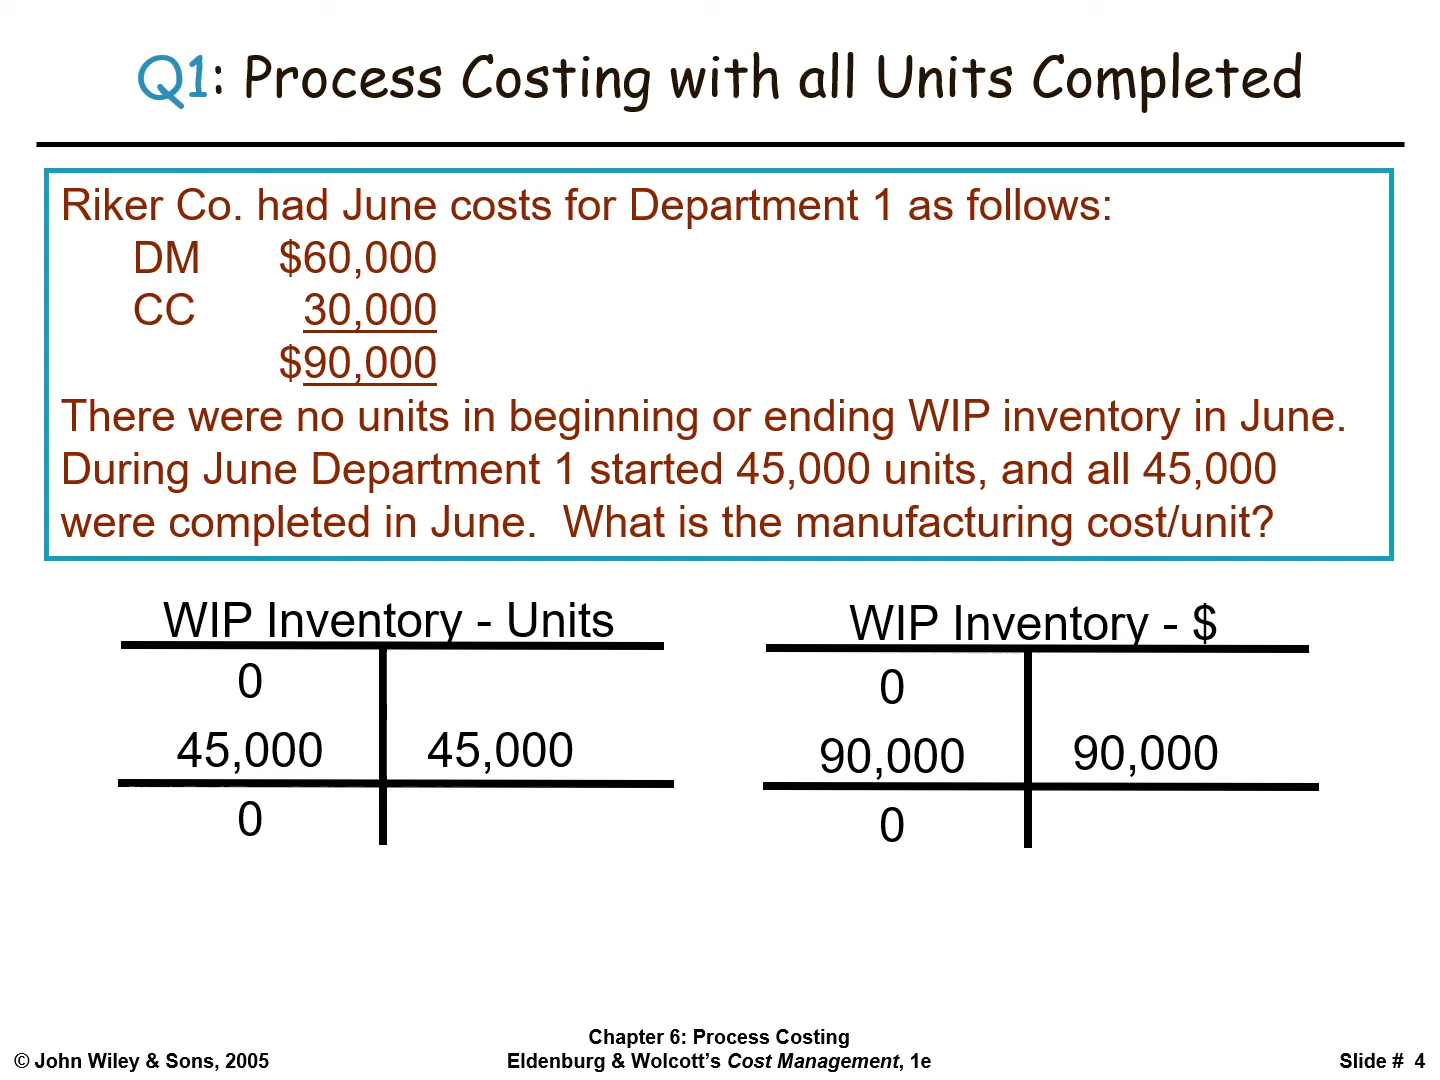 Q1: Process Costing with all Units Completed
Riker Co. had June costs for Department 1 as follows:
DM $60,000
CC 30,000
$90,000
There were no units in beginning or ending WIP inventory in June.
During June Department 1 started 45,000 units, and all 45,000
were completed in June. What is the manufacturing cost/unit?
WIP Inventory - Units
0
45,000 45,000
0
WIP Inventory - $
0
90,000 90,000
0
Chapter 6: Process Costing
© John Wiley & Sons, 2005 Eldenburg & Wolcott’s Cost Management, 1e Slide # 4